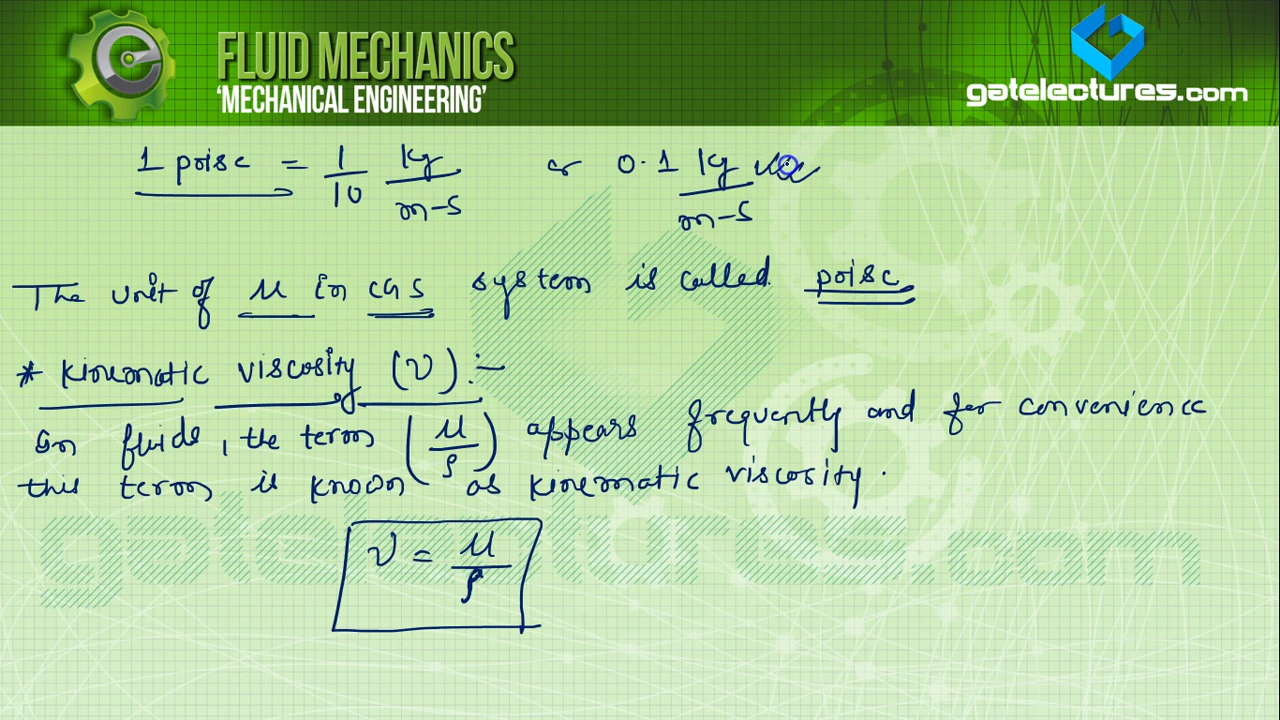 FLUID MECHANICS
'MECHANICAL ENGINEERING'
gatelectures.com
1 poise = 1/10 kg/m-s or 0.1 kg/m-s
The unit of μ in CGS system is called poise
* Kinematic viscosity (ν) :-
In fluids, the term (μ/ρ) appears frequently and for convenience
this term is known as kinematic viscosity.
ν = μ/ρ
gatelectures.com